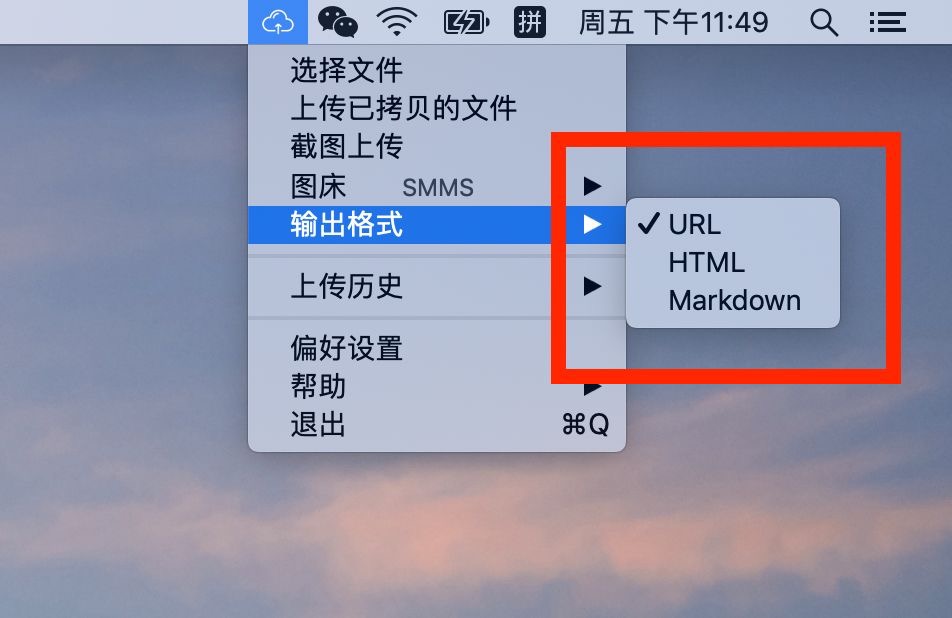 拼 周五 下午11:49
选择文件
上传已拷贝的文件
截图上传
图床 SMMS
输出格式
✓ URL
HTML
Markdown
上传历史
偏好设置
帮助
退出 ⌘Q